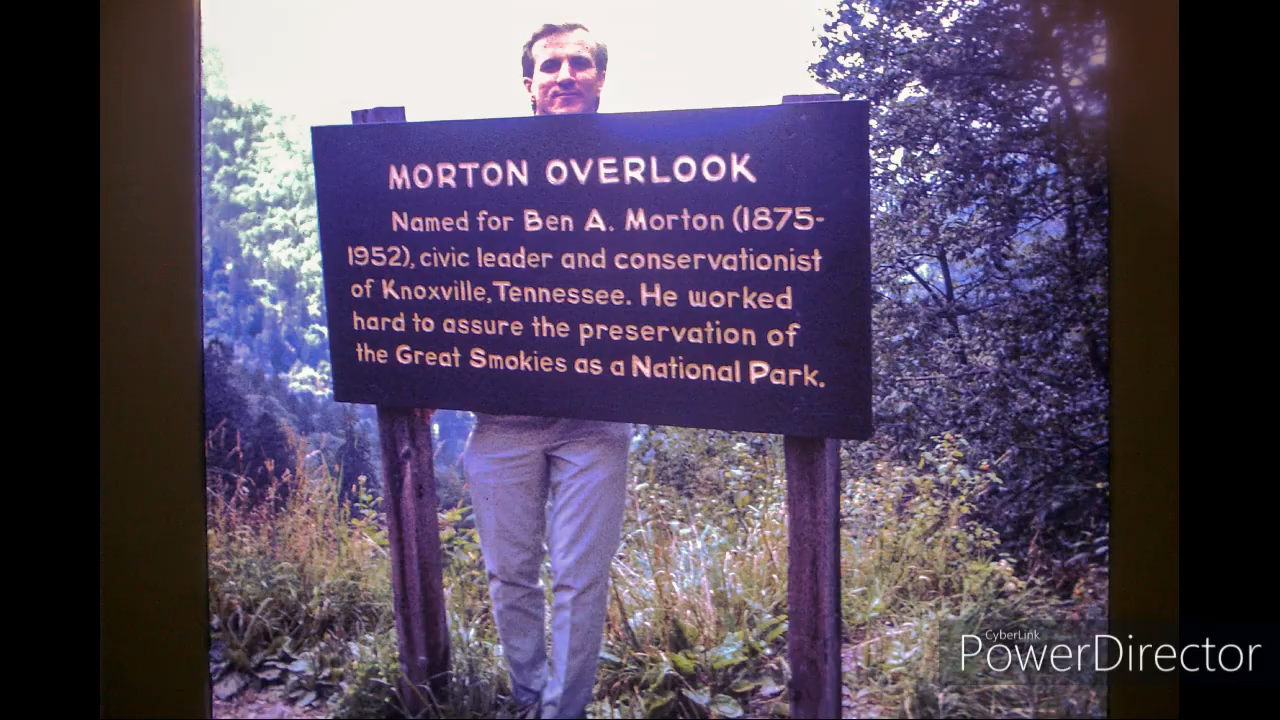 MORTON OVERLOOK
Named for Ben A. Morton (1875-
1952), civic leader and conservationist
of Knoxville, Tennessee. He worked
hard to assure the preservation of
the Great Smokies as a National Park.
CyberLink
PowerDirector